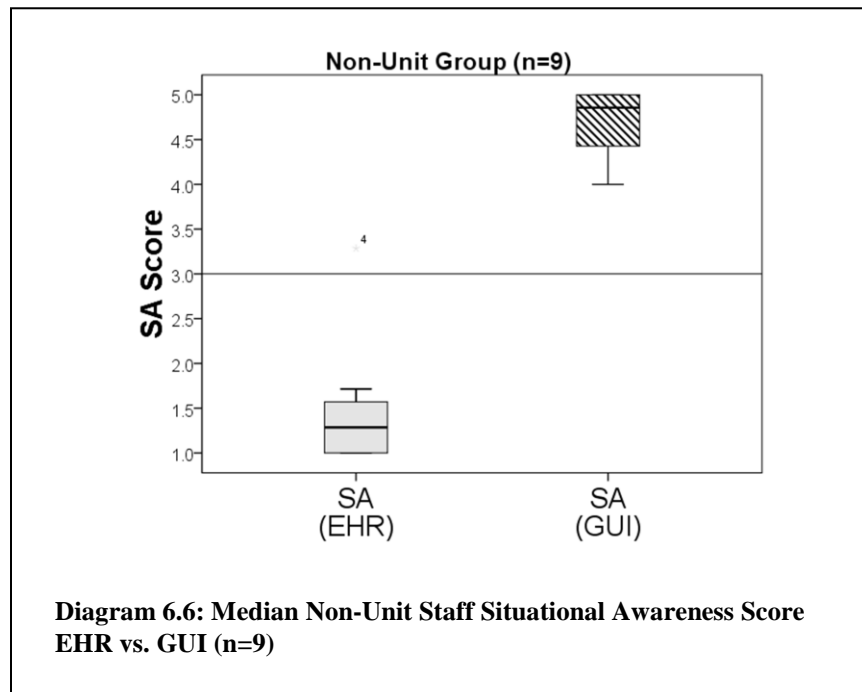 Non-Unit Group (n=9)
SA Score
5.0
4.5
4.0
3.5
3.0
2.5
2.0
1.5
1.0
4
SA
(EHR)
SA
(GUI)
Diagram 6.6: Median Non-Unit Staff Situational Awareness Score
EHR vs. GUI (n=9)